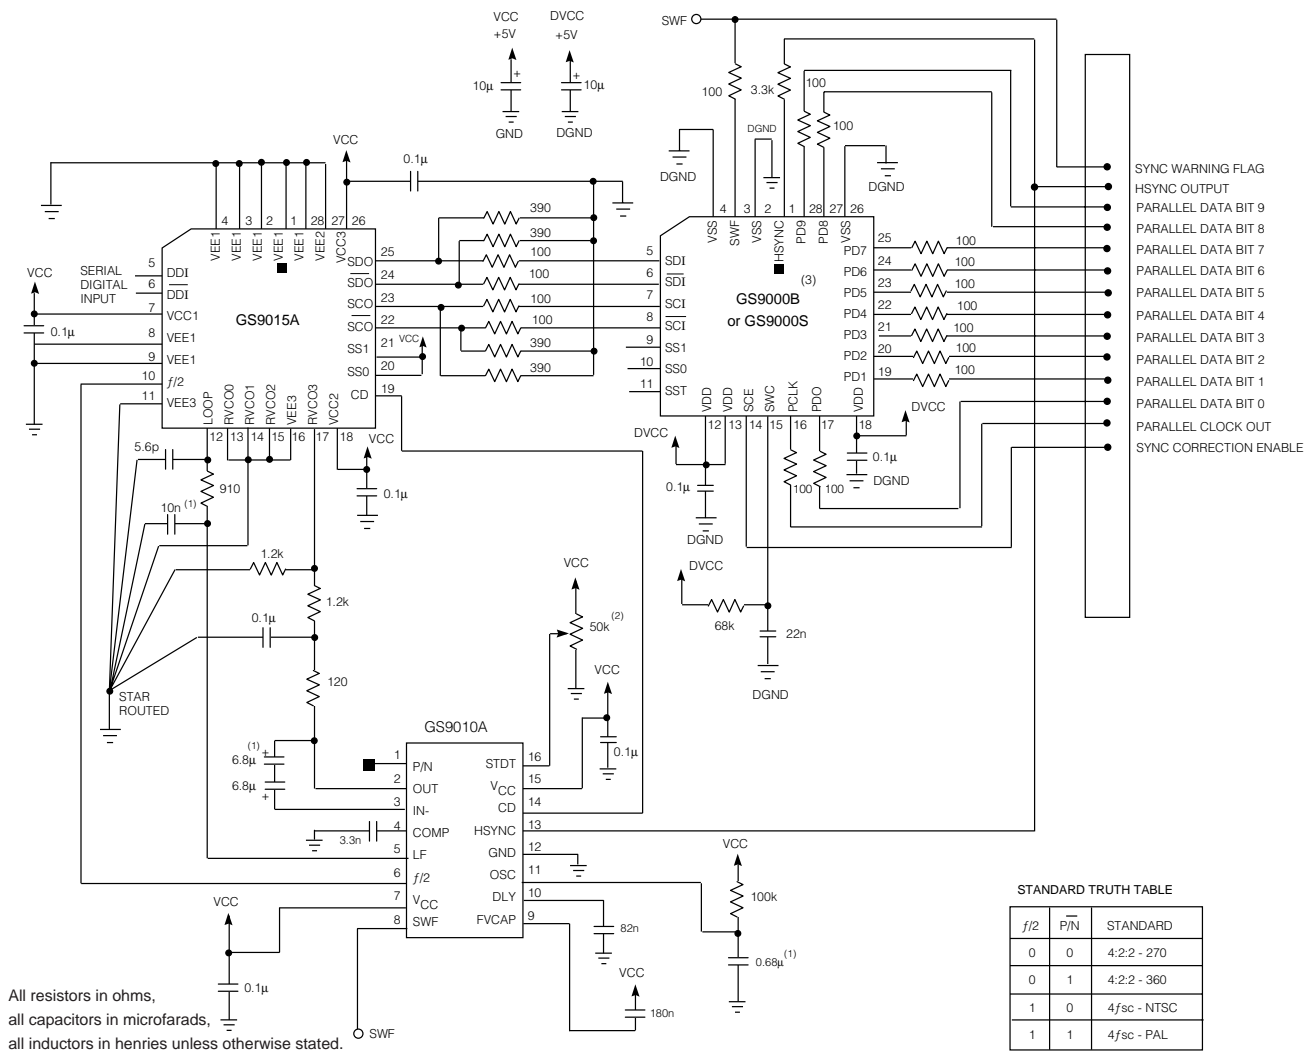 VCC
+5V
DVCC
+5V
10µ
+
10µ
+
GND
DGND
SWF
100
3.3k
100
100
DGND
DGND
DGND
VCC
0.1µ
390
390
100
100
100
100
390
390
4 3 2 1 28 27 26
VEE1
VEE1
VEE1
VEE1
VEE1
VEE2
VCC3
SERIAL
DIGITAL
INPUT
VCC
0.1µ
5 DDI
6 DDI
7 VCC1
8 VEE1
9 VEE1
10 ƒ/2
11 VEE3
GS9015A
25 SDO
24 SDO
23 SCO
22 SCO
21 SS1
20 SS0
19 CD
VCC
LOOP
RVCO0
RVCO1
RVCO2
VEE3
RVCO3
VCC2
12 13 14 15 16 17 18
VCC
0.1µ
4 3 2 1 28 27 26
VSS
SWF
VSS
HSYNC
PD9
PD8
VSS
5 SDI
6 SDI
7 SCI
8 SCI
9 SS1
10 SS0
11 SST
(3)
GS9000B
or GS9000S
PD7 25 100
PD6 24 100
PD5 23 100
PD4 22 100
PD3 21 100
PD2 20 100
PD1 19 100
VDD
VDD
SCE
SWC
PCLK
PDO
VDD
12 13 14 15 16 17 18
DVCC
0.1µ
DGND
100
100
DVCC
0.1µ
DGND
DVCC
68k
22n
DGND
SYNC WARNING FLAG
HSYNC OUTPUT
PARALLEL DATA BIT 9
PARALLEL DATA BIT 8
PARALLEL DATA BIT 7
PARALLEL DATA BIT 6
PARALLEL DATA BIT 5
PARALLEL DATA BIT 4
PARALLEL DATA BIT 3
PARALLEL DATA BIT 2
PARALLEL DATA BIT 1
PARALLEL DATA BIT 0
PARALLEL CLOCK OUT
SYNC CORRECTION ENABLE
5.6p
910
10n (1)
1.2k
1.2k
0.1µ
120
STAR
ROUTED
(1)
6.8µ +
6.8µ +
VCC
50k (2)
VCC
0.1µ
GS9010A
1 P/N
2 OUT
3 IN-
4 COMP
5 LF
6 ƒ/2
7 VCC
8 SWF
STDT 16
VCC 15
CD 14
HSYNC 13
GND 12
OSC 11
DLY 10
FVCAP 9
3.3n
VCC
0.1µ
SWF
82n
VCC
180n
VCC
100k
0.68µ (1)
STANDARD TRUTH TABLE
ƒ/2 P/N STANDARD
0 0 4:2:2 - 270
0 1 4:2:2 - 360
1 0 4ƒsc - NTSC
1 1 4ƒsc - PAL
All resistors in ohms,
all capacitors in microfarads,
all inductors in henries unless otherwise stated.